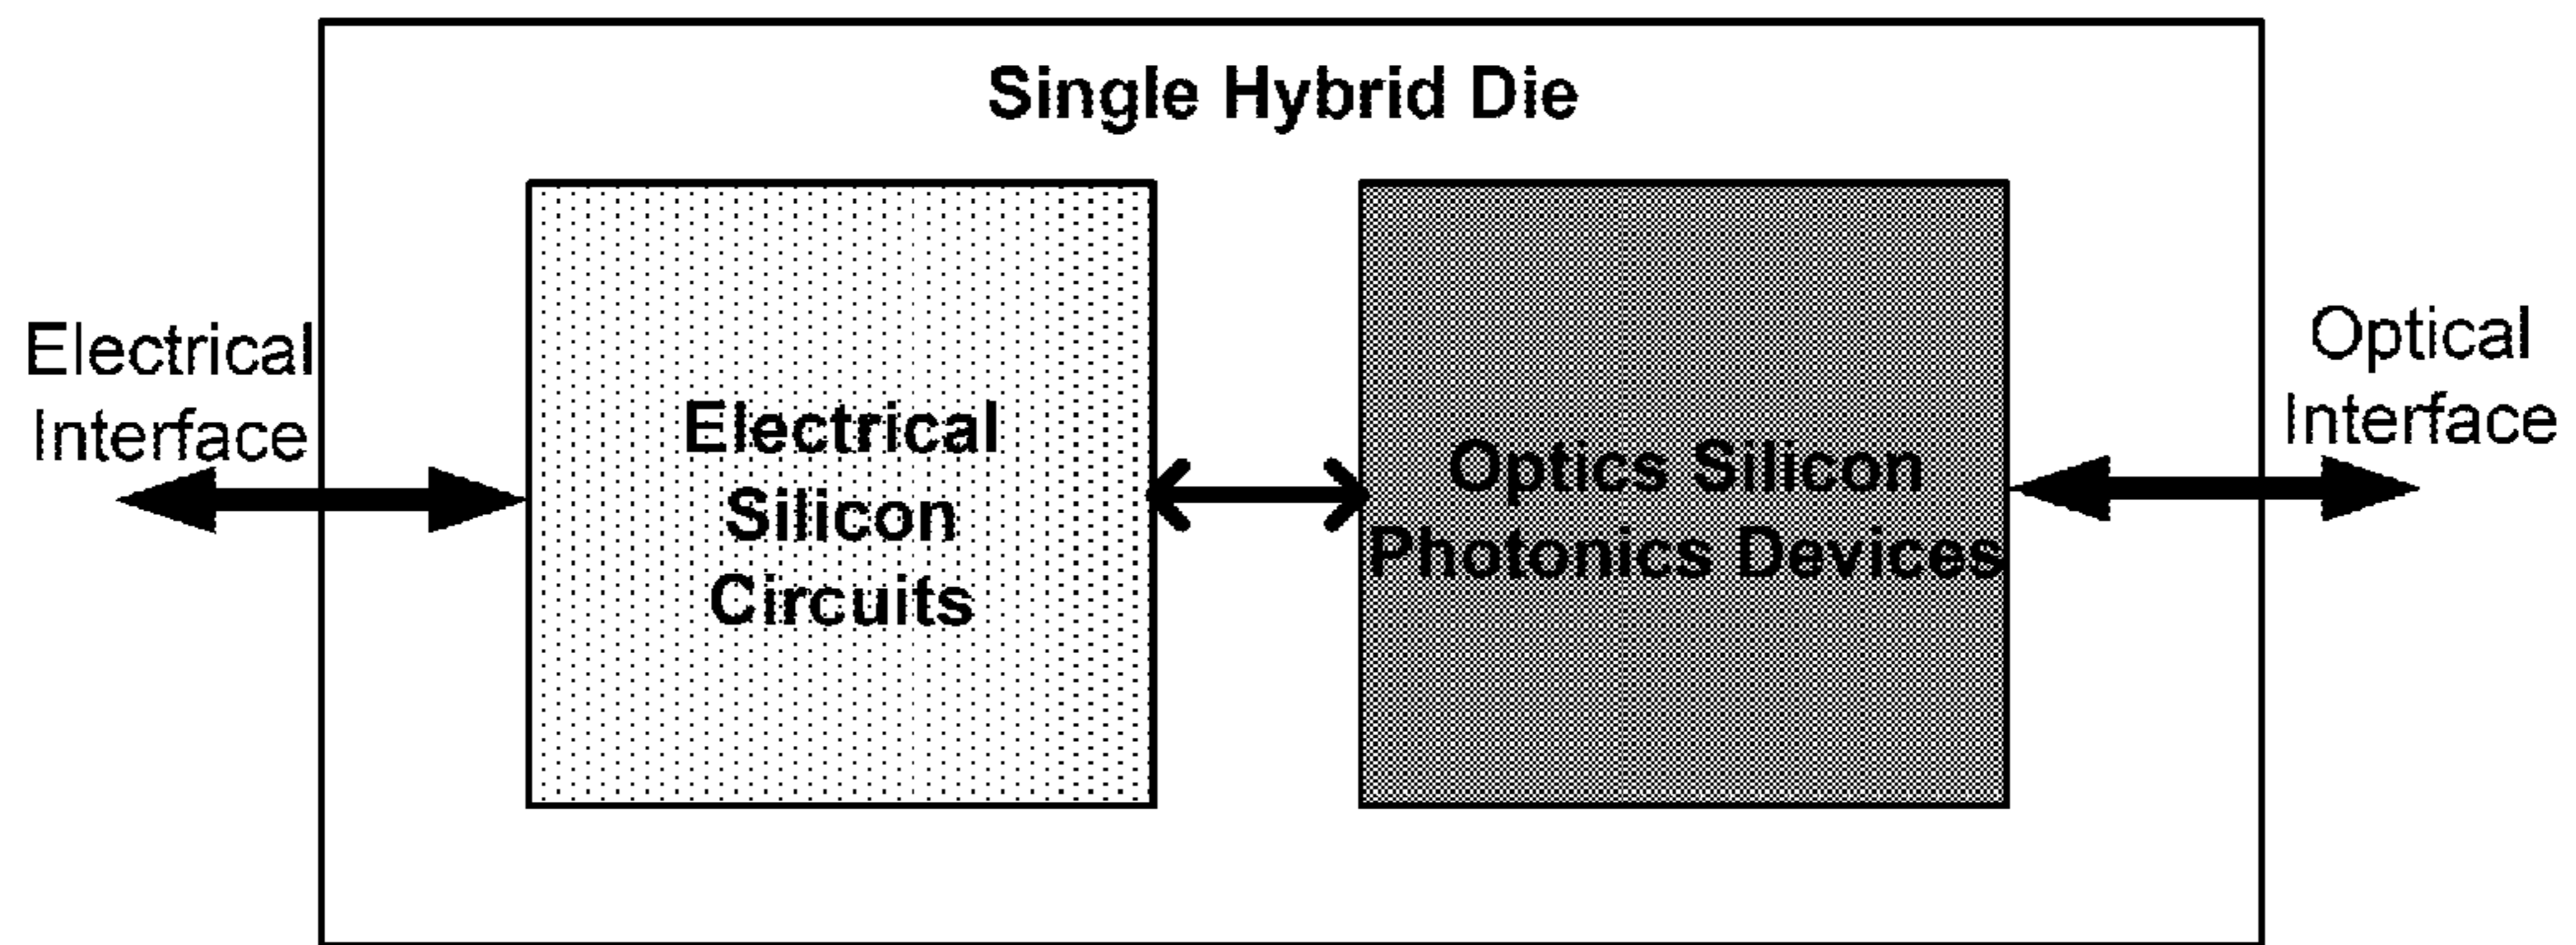 Single Hybrid Die
Electrical
Interface
Electrical
Silicon
Circuits
Optics Silicon
Photonics Devices
Optical
Interface